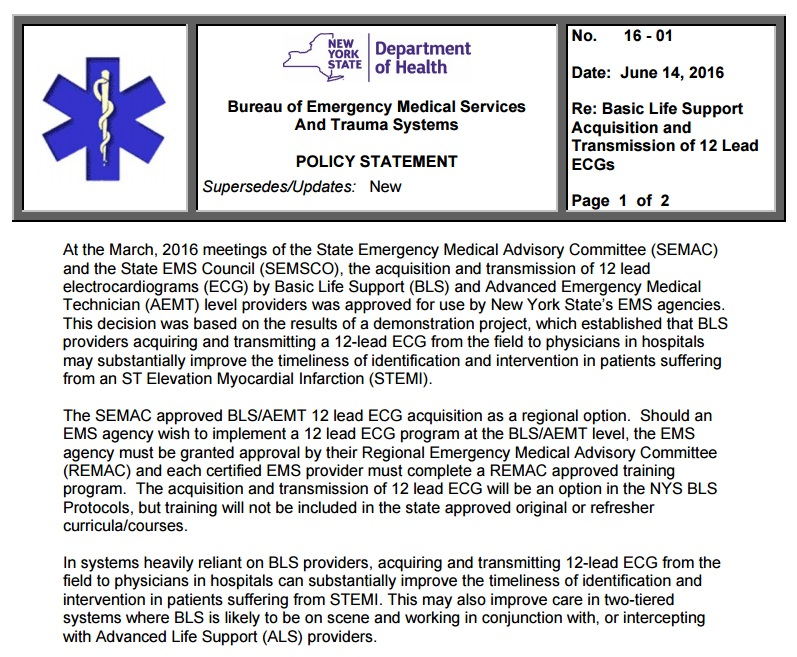 NEW
YORK
STATE
Department
of Health
Bureau of Emergency Medical Services
And Trauma Systems
POLICY STATEMENT
Supersedes/Updates: New
No. 16 - 01
Date: June 14, 2016
Re: Basic Life Support
Acquisition and
Transmission of 12 Lead
ECGs
Page 1 of 2
At the March, 2016 meetings of the State Emergency Medical Advisory Committee (SEMAC)
and the State EMS Council (SEMSCO), the acquisition and transmission of 12 lead
electrocardiograms (ECG) by Basic Life Support (BLS) and Advanced Emergency Medical
Technician (AEMT) level providers was approved for use by New York State's EMS agencies.
This decision was based on the results of a demonstration project, which established that BLS
providers acquiring and transmitting a 12-lead ECG from the field to physicians in hospitals
may substantially improve the timeliness of identification and intervention in patients suffering
from an ST Elevation Myocardial Infarction (STEMI).
The SEMAC approved BLS/AEMT 12 lead ECG acquisition as a regional option. Should an
EMS agency wish to implement a 12 lead ECG program at the BLS/AEMT level, the EMS
agency must be granted approval by their Regional Emergency Medical Advisory Committee
(REMAC) and each certified EMS provider must complete a REMAC approved training
program. The acquisition and transmission of 12 lead ECG will be an option in the NYS BLS
Protocols, but training will not be included in the state approved original or refresher
curricula/courses.
In systems heavily reliant on BLS providers, acquiring and transmitting 12-lead ECG from the
field to physicians in hospitals can substantially improve the timeliness of identification and
intervention in patients suffering from STEMI. This may also improve care in two-tiered
systems where BLS is likely to be on scene and working in conjunction with, or intercepting
with Advanced Life Support (ALS) providers.